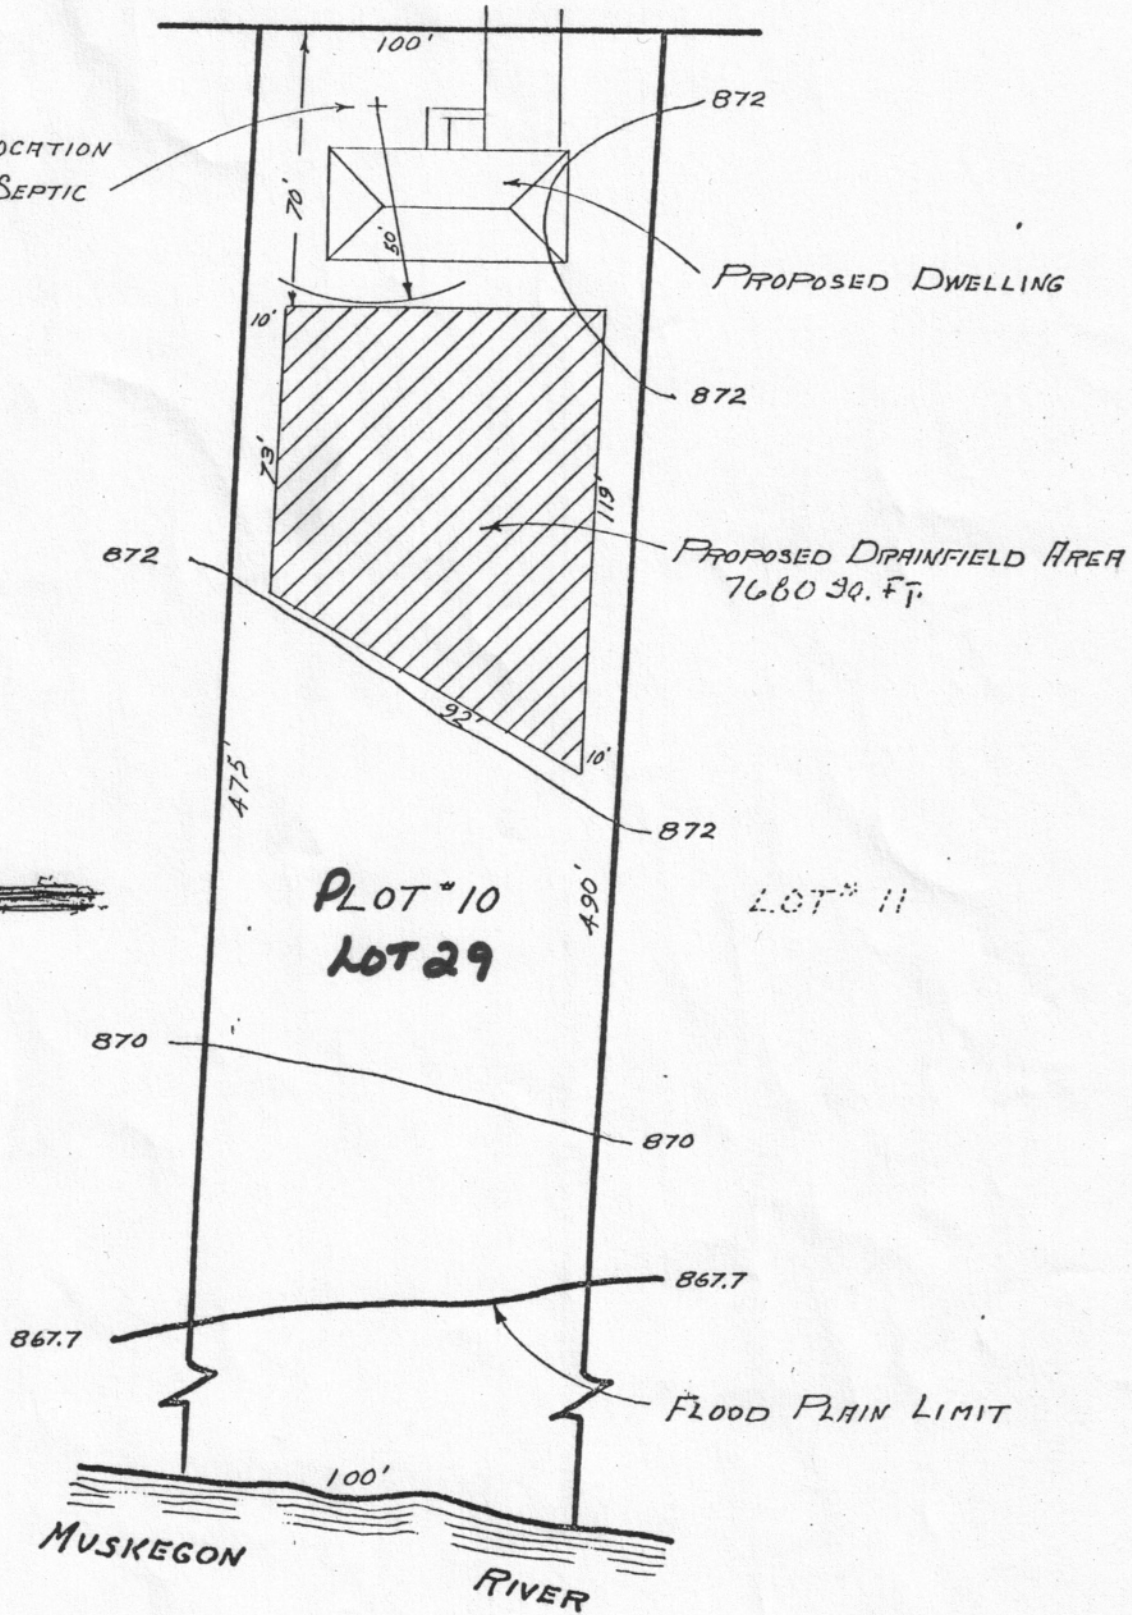 100'
872
LOCATION
SEPTIC
70'
50'
PROPOSED DWELLING
10'
872
73'
119'
872
PROPOSED DRAINFIELD AREA
7680 SQ. FT.
92'
10'
475'
872
PLOT #10
490'
LOT # 11
LOT 29
870
870
867.7
867.7
FLOOD PLAIN LIMIT
100'
MUSKEGON
RIVER